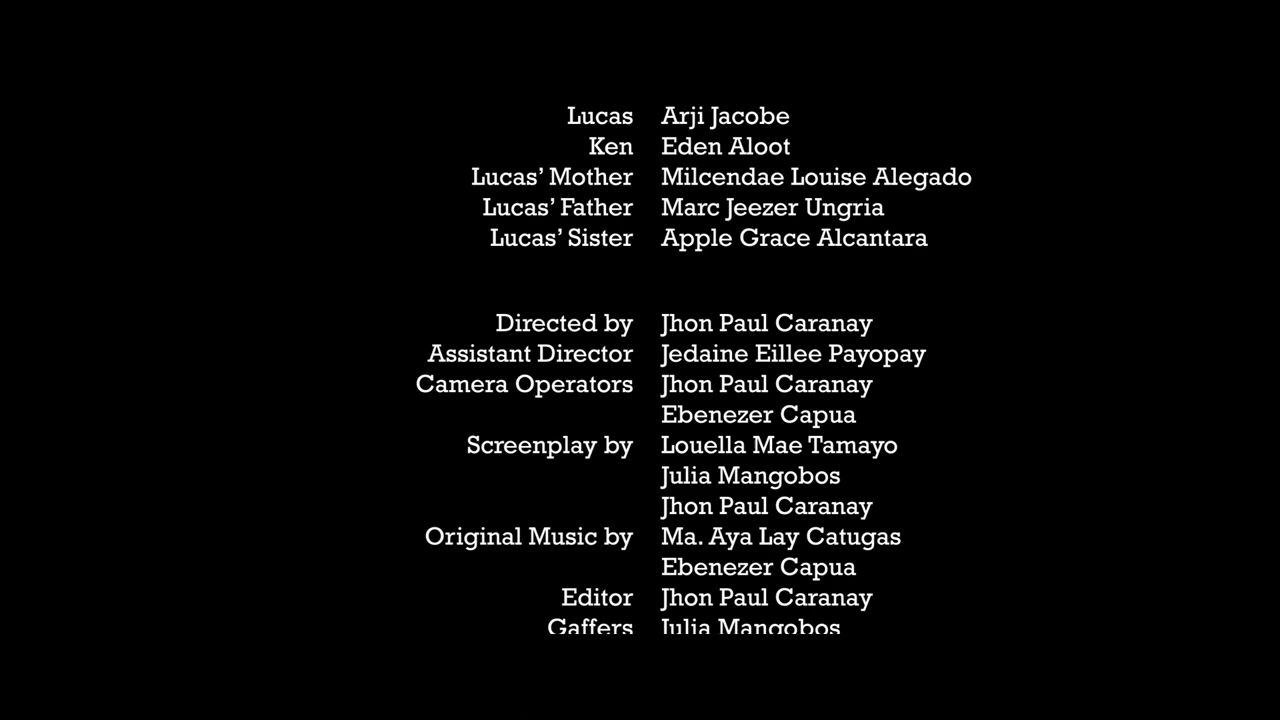 Lucas Arji Jacobe
Ken Eden Aloot
Lucas’ Mother Milcendae Louise Alegado
Lucas’ Father Marc Jeezer Ungria
Lucas’ Sister Apple Grace Alcantara
Directed by Jhon Paul Caranay
Assistant Director Jedaine Eillee Payopay
Camera Operators Jhon Paul Caranay
Ebenezer Capua
Screenplay by Louella Mae Tamayo
Julia Mangobos
Jhon Paul Caranay
Original Music by Ma. Aya Lay Catugas
Ebenezer Capua
Editor Jhon Paul Caranay
Gaffers Julia Mangobos